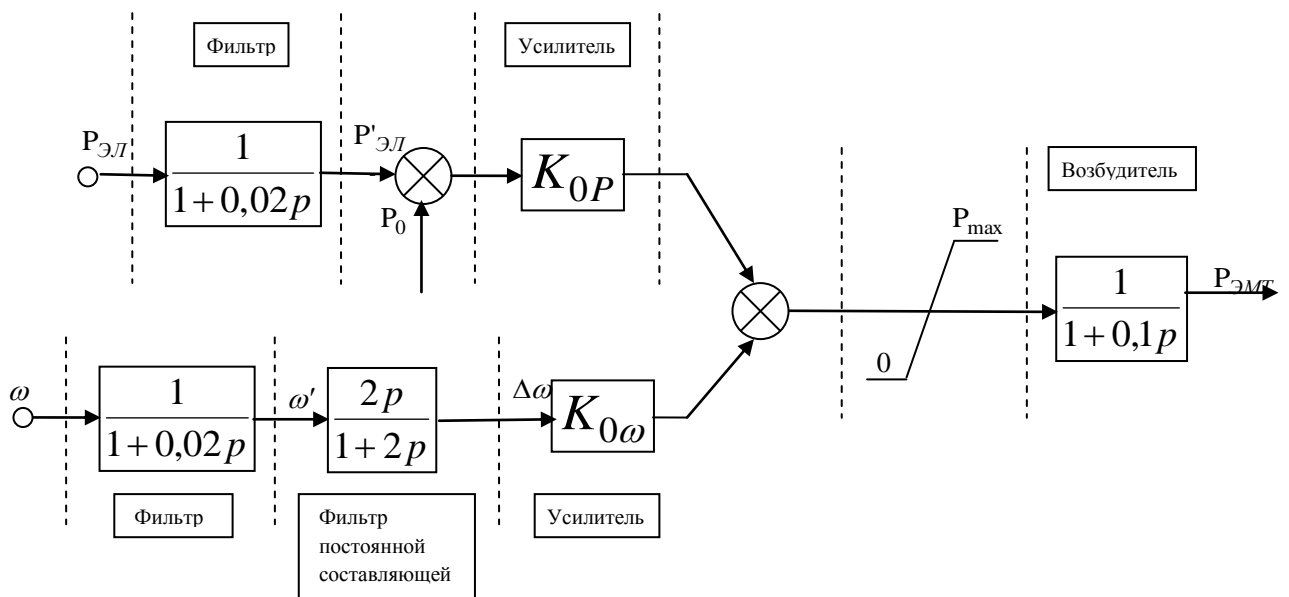 Фильтр
Усилитель
P_ЭЛ
1
1+0,02p
P'_ЭЛ
P_0
K_0P
Возбудитель
P_max
0
1
1+0,1p
P_ЭМТ
ω
1
1+0,02p
ω'
2p
1+2p
Δω
K_0ω
Фильтр
Фильтр
постоянной
составляющей
Усилитель